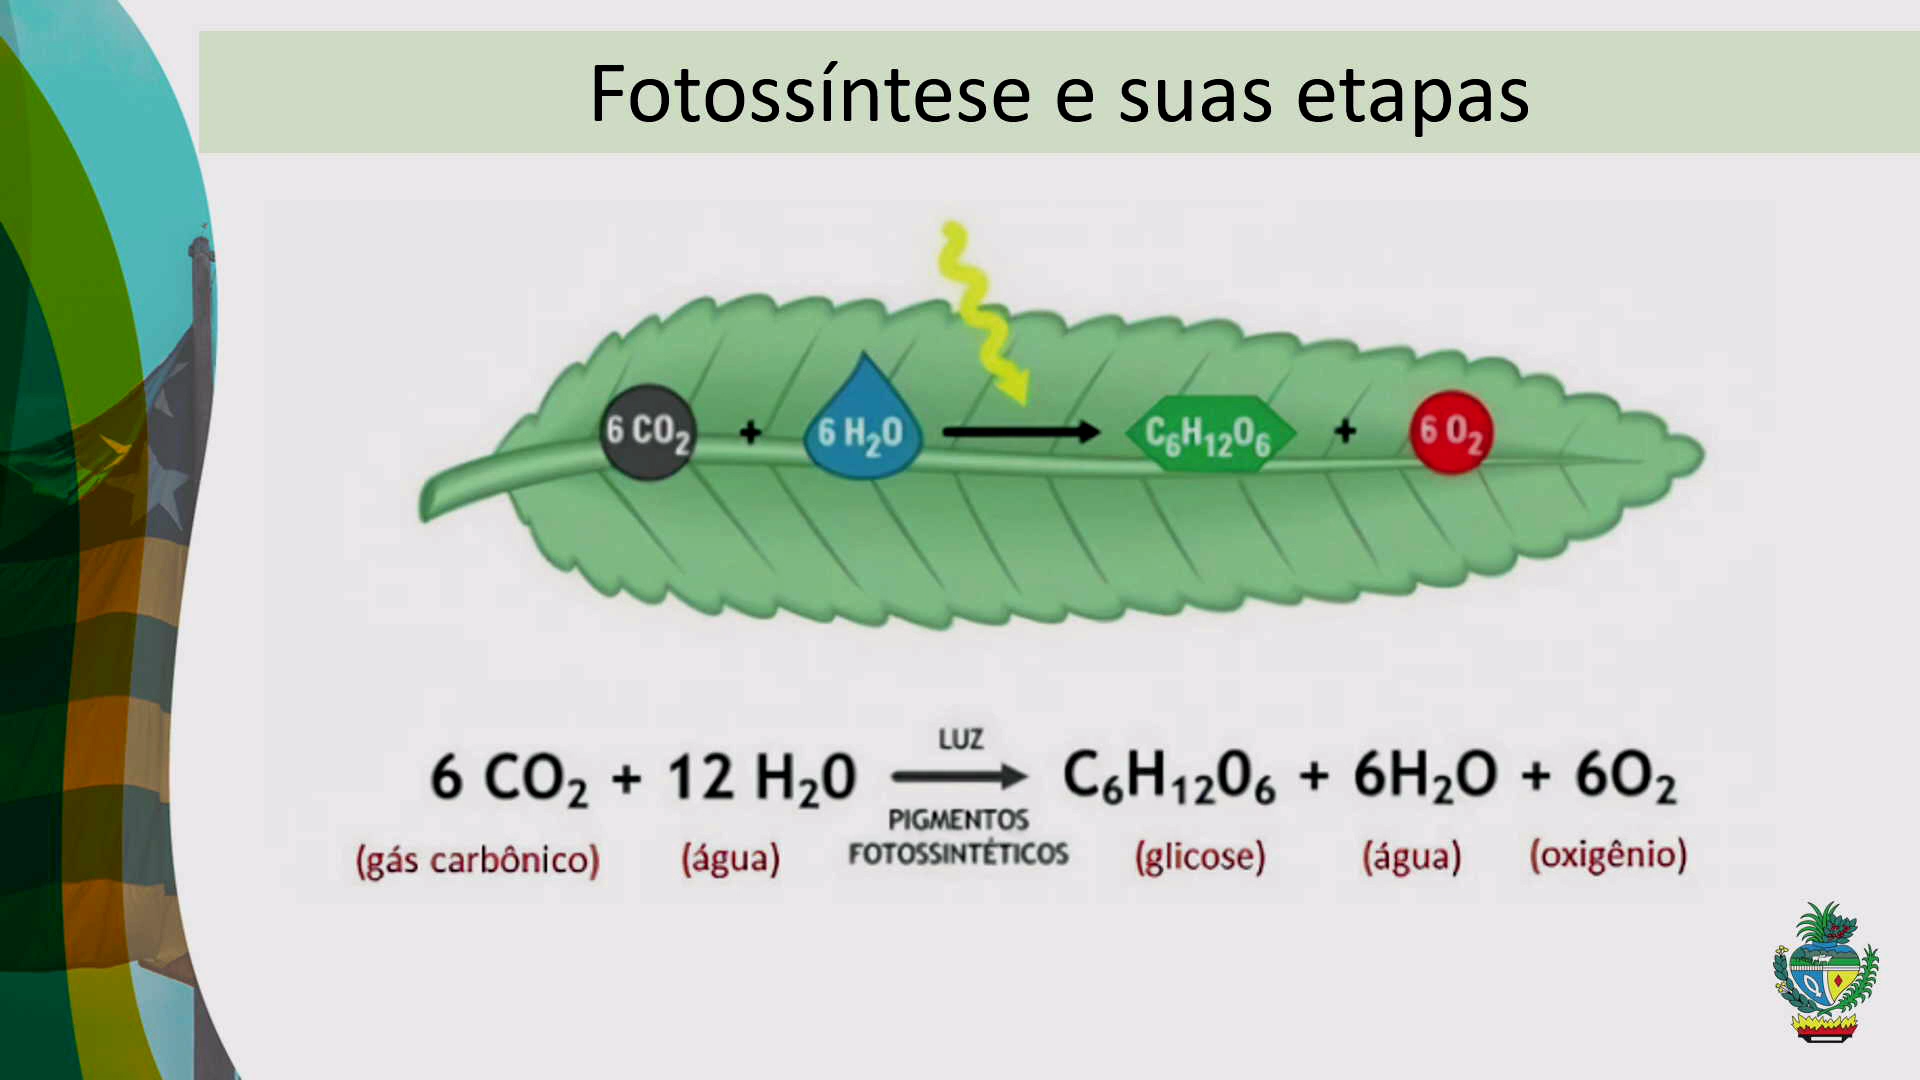 Fotossíntese e suas etapas
6 CO₂ + 6 H₂O → C₆H₁₂O₆ + 6 O₂
LUZ
6 CO₂ + 12 H₂O → C₆H₁₂O₆ + 6H₂O + 6O₂
PIGMENTOS
FOTOSSINTÉTICOS
(gás carbônico) (água) (glicose) (água) (oxigênio)